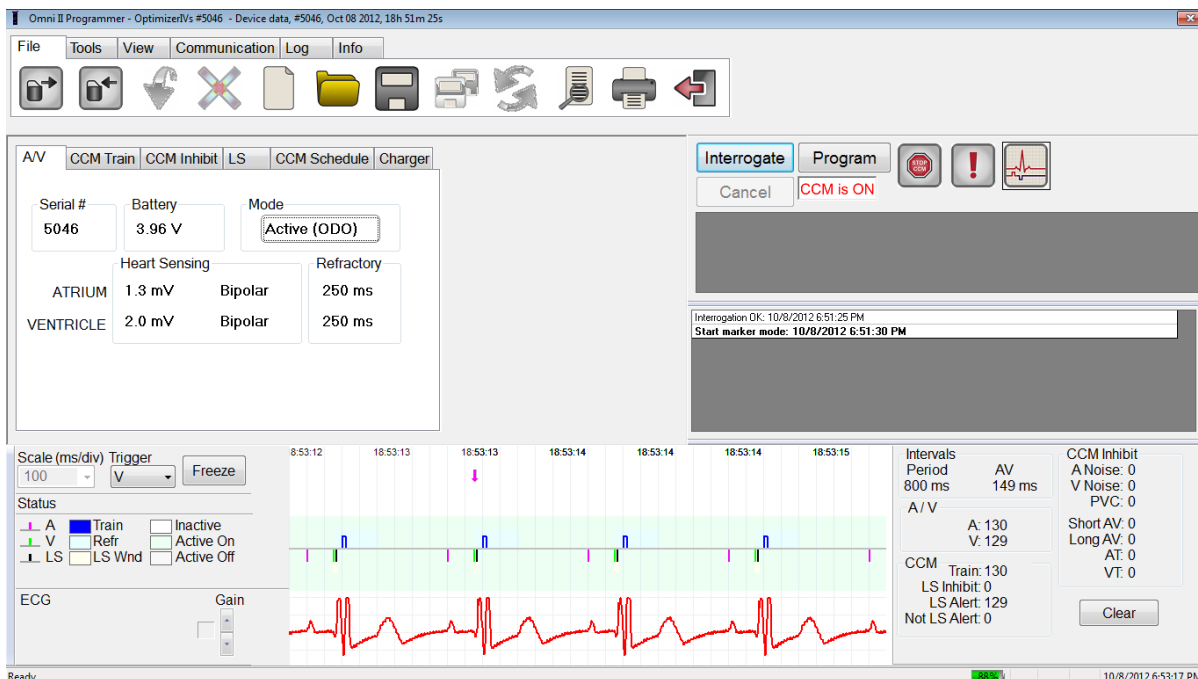 Omni II Programmer - OptimizerIVs #5046 - Device data, #5046, Oct 08 2012, 18h 51m 25s
File Tools View Communication Log Info
A/V CCM Train CCM Inhibit LS CCM Schedule Charger
Serial # Battery Mode
5046 3.96 V Active (ODO)
Heart Sensing Refractory
ATRIUM 1.3 mV Bipolar 250 ms
VENTRICLE 2.0 mV Bipolar 250 ms
Interrogate Program STOP CCM
Cancel CCM is ON
Interrogation OK: 10/8/2012 6:51:25 PM
Start marker mode: 10/8/2012 6:51:30 PM
Scale (ms/div) Trigger
100 V Freeze
Status
A Train Inactive
V Refr Active On
LS LS Wnd Active Off
ECG Gain
8:53:12 18:53:13 18:53:13 18:53:14 18:53:14 18:53:14 18:53:15
Intervals
Period AV
800 ms 149 ms
A / V
A: 130
V: 129
CCM
Train: 130
LS Inhibit: 0
LS Alert: 129
Not LS Alert: 0
CCM Inhibit
A Noise: 0
V Noise: 0
PVC: 0
Short AV: 0
Long AV: 0
AT: 0
VT: 0
Clear
Ready 88% 10/8/2012 6:53:17 PM